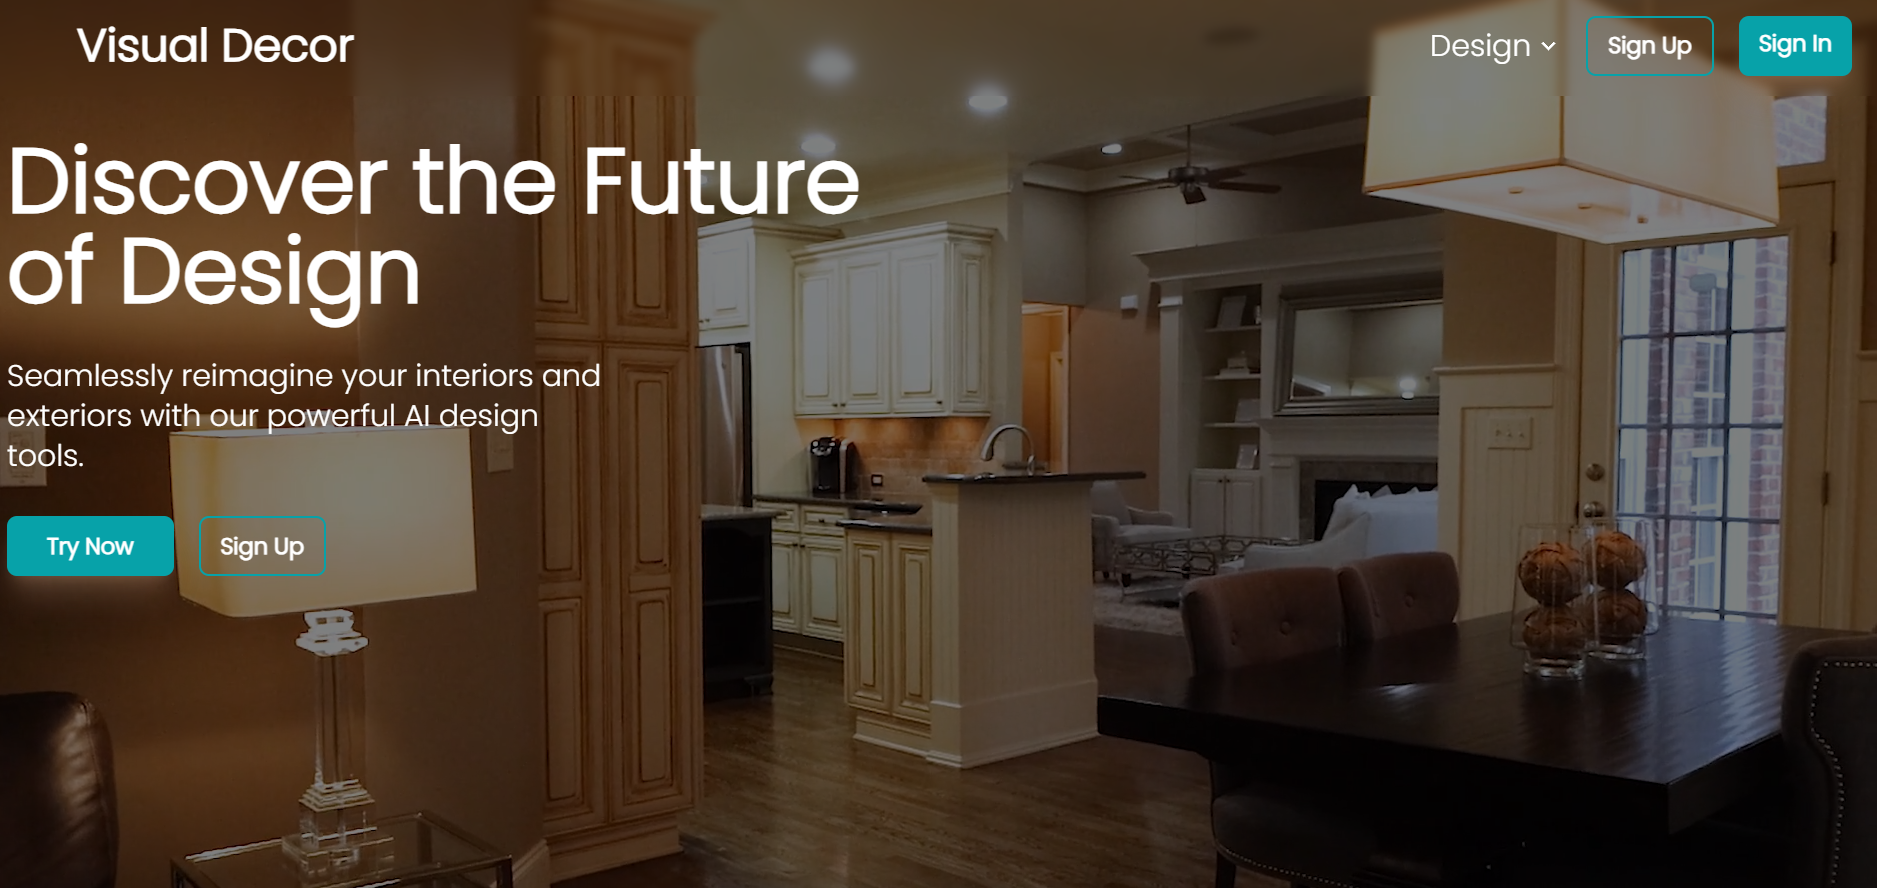 Visual Decor
Design
Sign Up
Sign In
Discover the Future
of Design
Seamlessly reimagine your interiors and
exteriors with our powerful AI design
tools.
Try Now
Sign Up